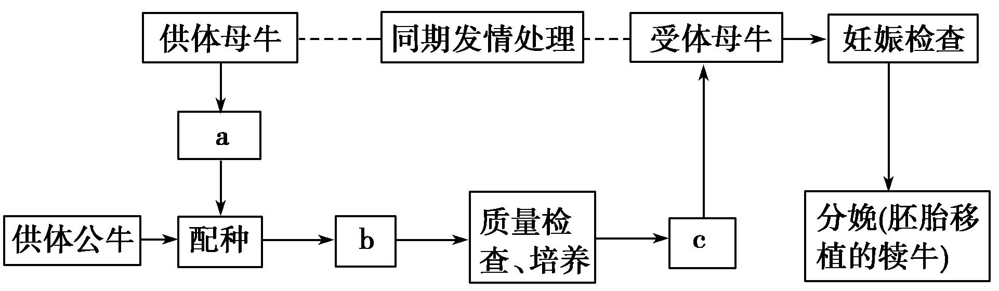 供体母牛
同期发情处理
受体母牛
妊娠检查
a
供体公牛
配种
b
质量检
查、培养
c
分娩(胚胎移
植的犊牛)